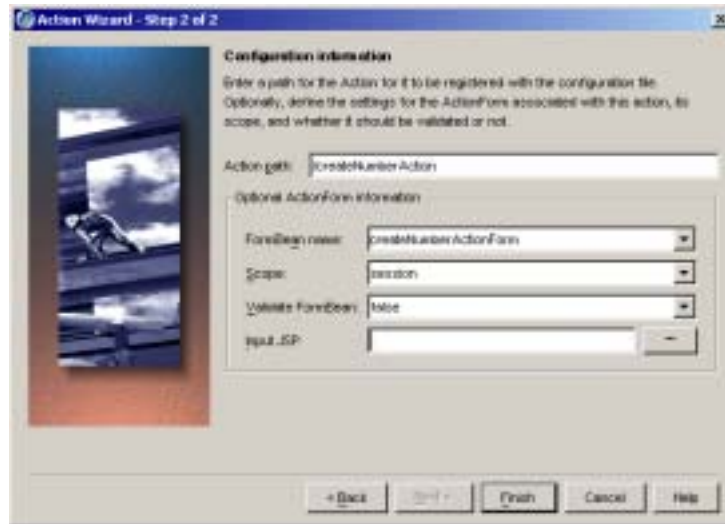 Action Wizard - Step 2 of 2
Configuration information
Enter a path for the Action for it to be registered with the configuration file.
Optionally, define the settings for the ActionForm associated with this action, its
scope, and whether it should be validated or not.
Action path: /createNumberAction
Optional ActionForm information
FormBean name: createNumberActionForm
Scope: session
Validate FormBean: false
Input JSP: ...
< Back Next > Finish Cancel Help